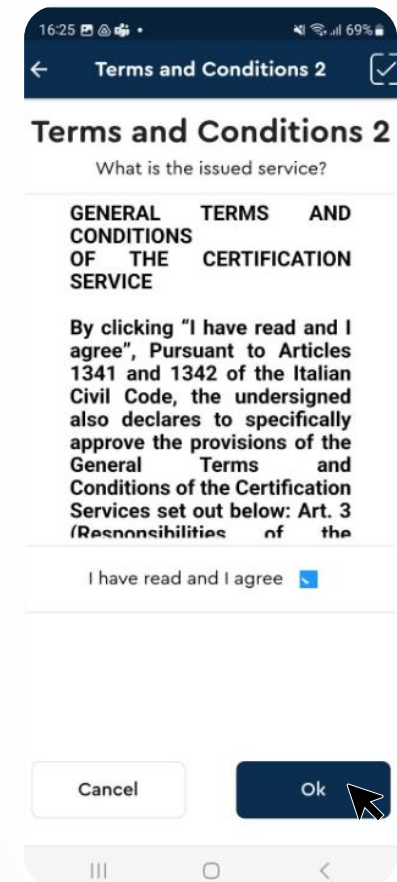 16:25
69%
Terms and Conditions 2
Terms and Conditions 2
What is the issued service?
GENERAL TERMS AND
CONDITIONS
OF THE CERTIFICATION
SERVICE
By clicking “I have read and I
agree”, Pursuant to Articles
1341 and 1342 of the Italian
Civil Code, the undersigned
also declares to specifically
approve the provisions of the
General Terms and
Conditions of the Certification
Services set out below: Art. 3
(Responsibilities of the
I have read and I agree
Cancel
Ok